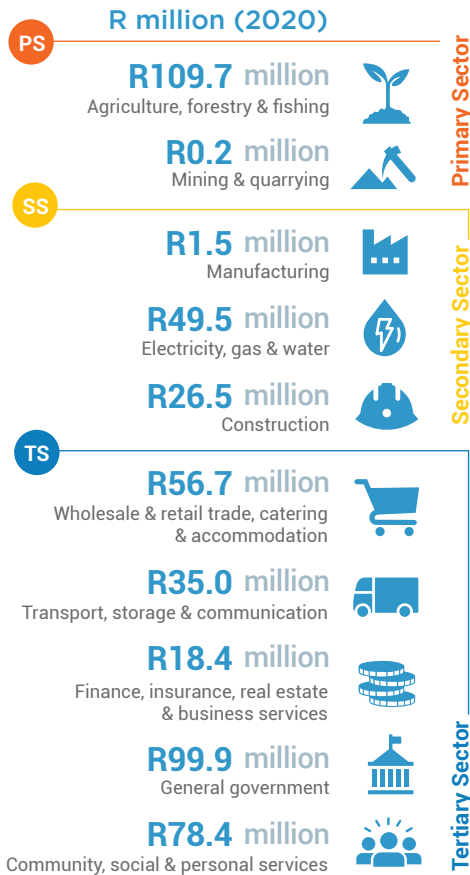 R million (2020)
PS
Primary Sector
R109.7 million
Agriculture, forestry & fishing
R0.2 million
Mining & quarrying
SS
Secondary Sector
R1.5 million
Manufacturing
R49.5 million
Electricity, gas & water
R26.5 million
Construction
TS
Tertiary Sector
R56.7 million
Wholesale & retail trade, catering
& accommodation
R35.0 million
Transport, storage & communication
R18.4 million
Finance, insurance, real estate
& business services
R99.9 million
General government
R78.4 million
Community, social & personal services